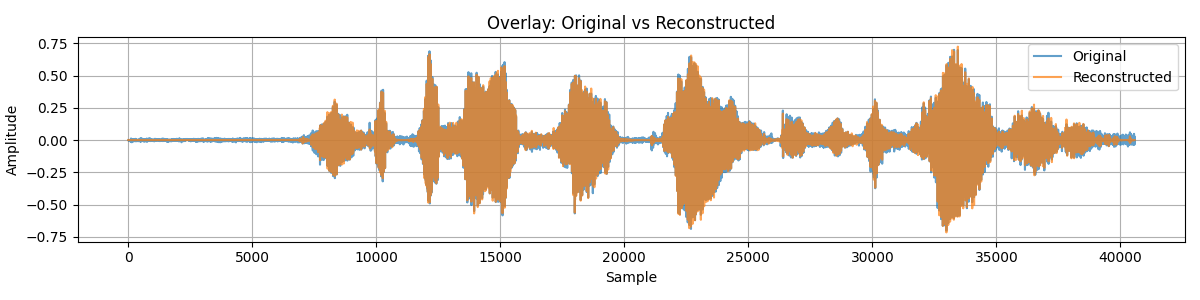 Overlay: Original vs Reconstructed
0.75
0.50
0.25
0.00
−0.25
−0.50
−0.75
Amplitude
Original
Reconstructed
0 5000 10000 15000 20000 25000 30000 35000 40000
Sample